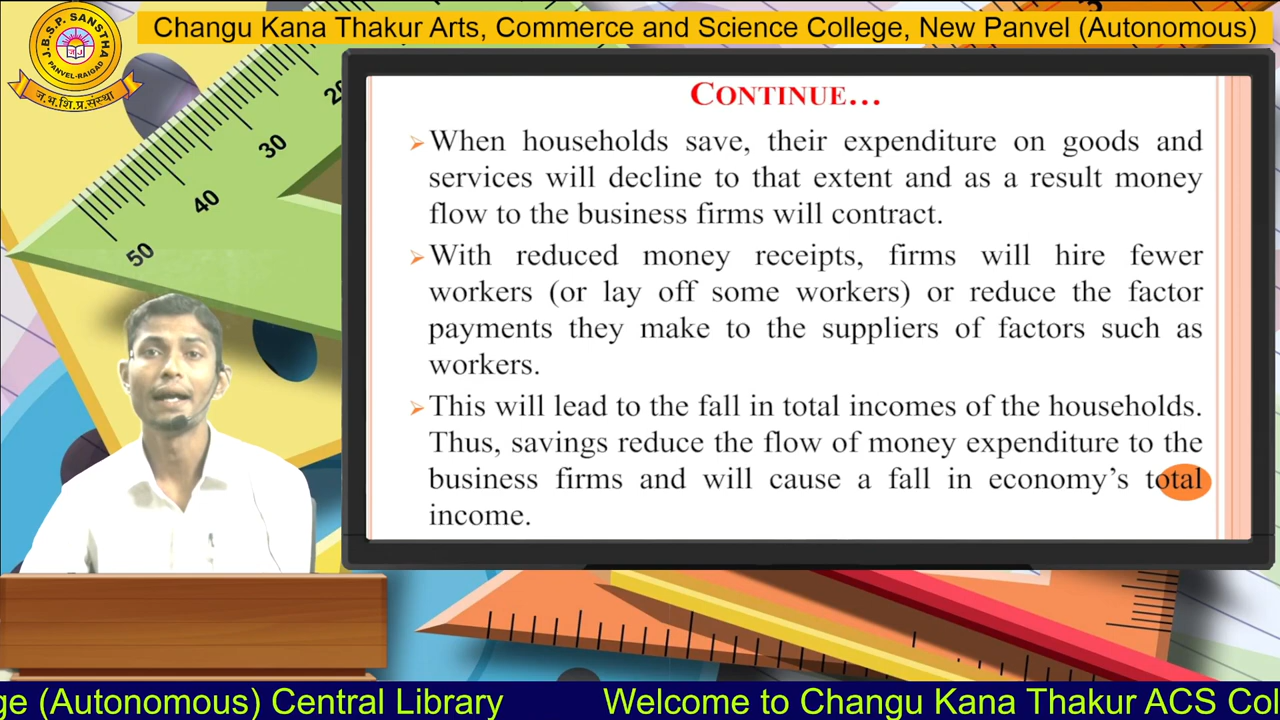 Changu Kana Thakur Arts, Commerce and Science College, New Panvel (Autonomous)
J.B.S.P. SANSTHA
PANVEL-RAIGAD
ज.भ.शि.प्र.संस्था
20
30
40
50
CONTINUE…
When households save, their expenditure on goods and
services will decline to that extent and as a result money
flow to the business firms will contract.
With reduced money receipts, firms will hire fewer
workers (or lay off some workers) or reduce the factor
payments they make to the suppliers of factors such as
workers.
This will lead to the fall in total incomes of the households.
Thus, savings reduce the flow of money expenditure to the
business firms and will cause a fall in economy’s total
income.
ge (Autonomous) Central Library Welcome to Changu Kana Thakur ACS Col